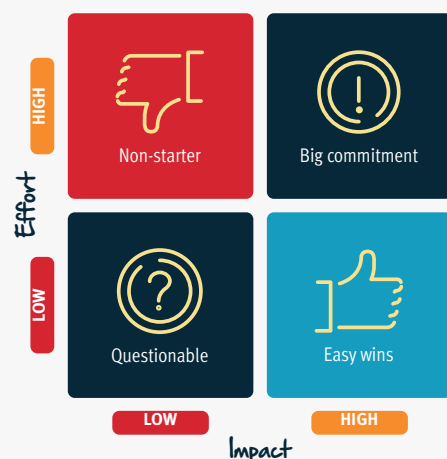 HIGH
Non-starter
Big commitment
Effort
LOW
Questionable
Easy wins
LOW
HIGH
Impact